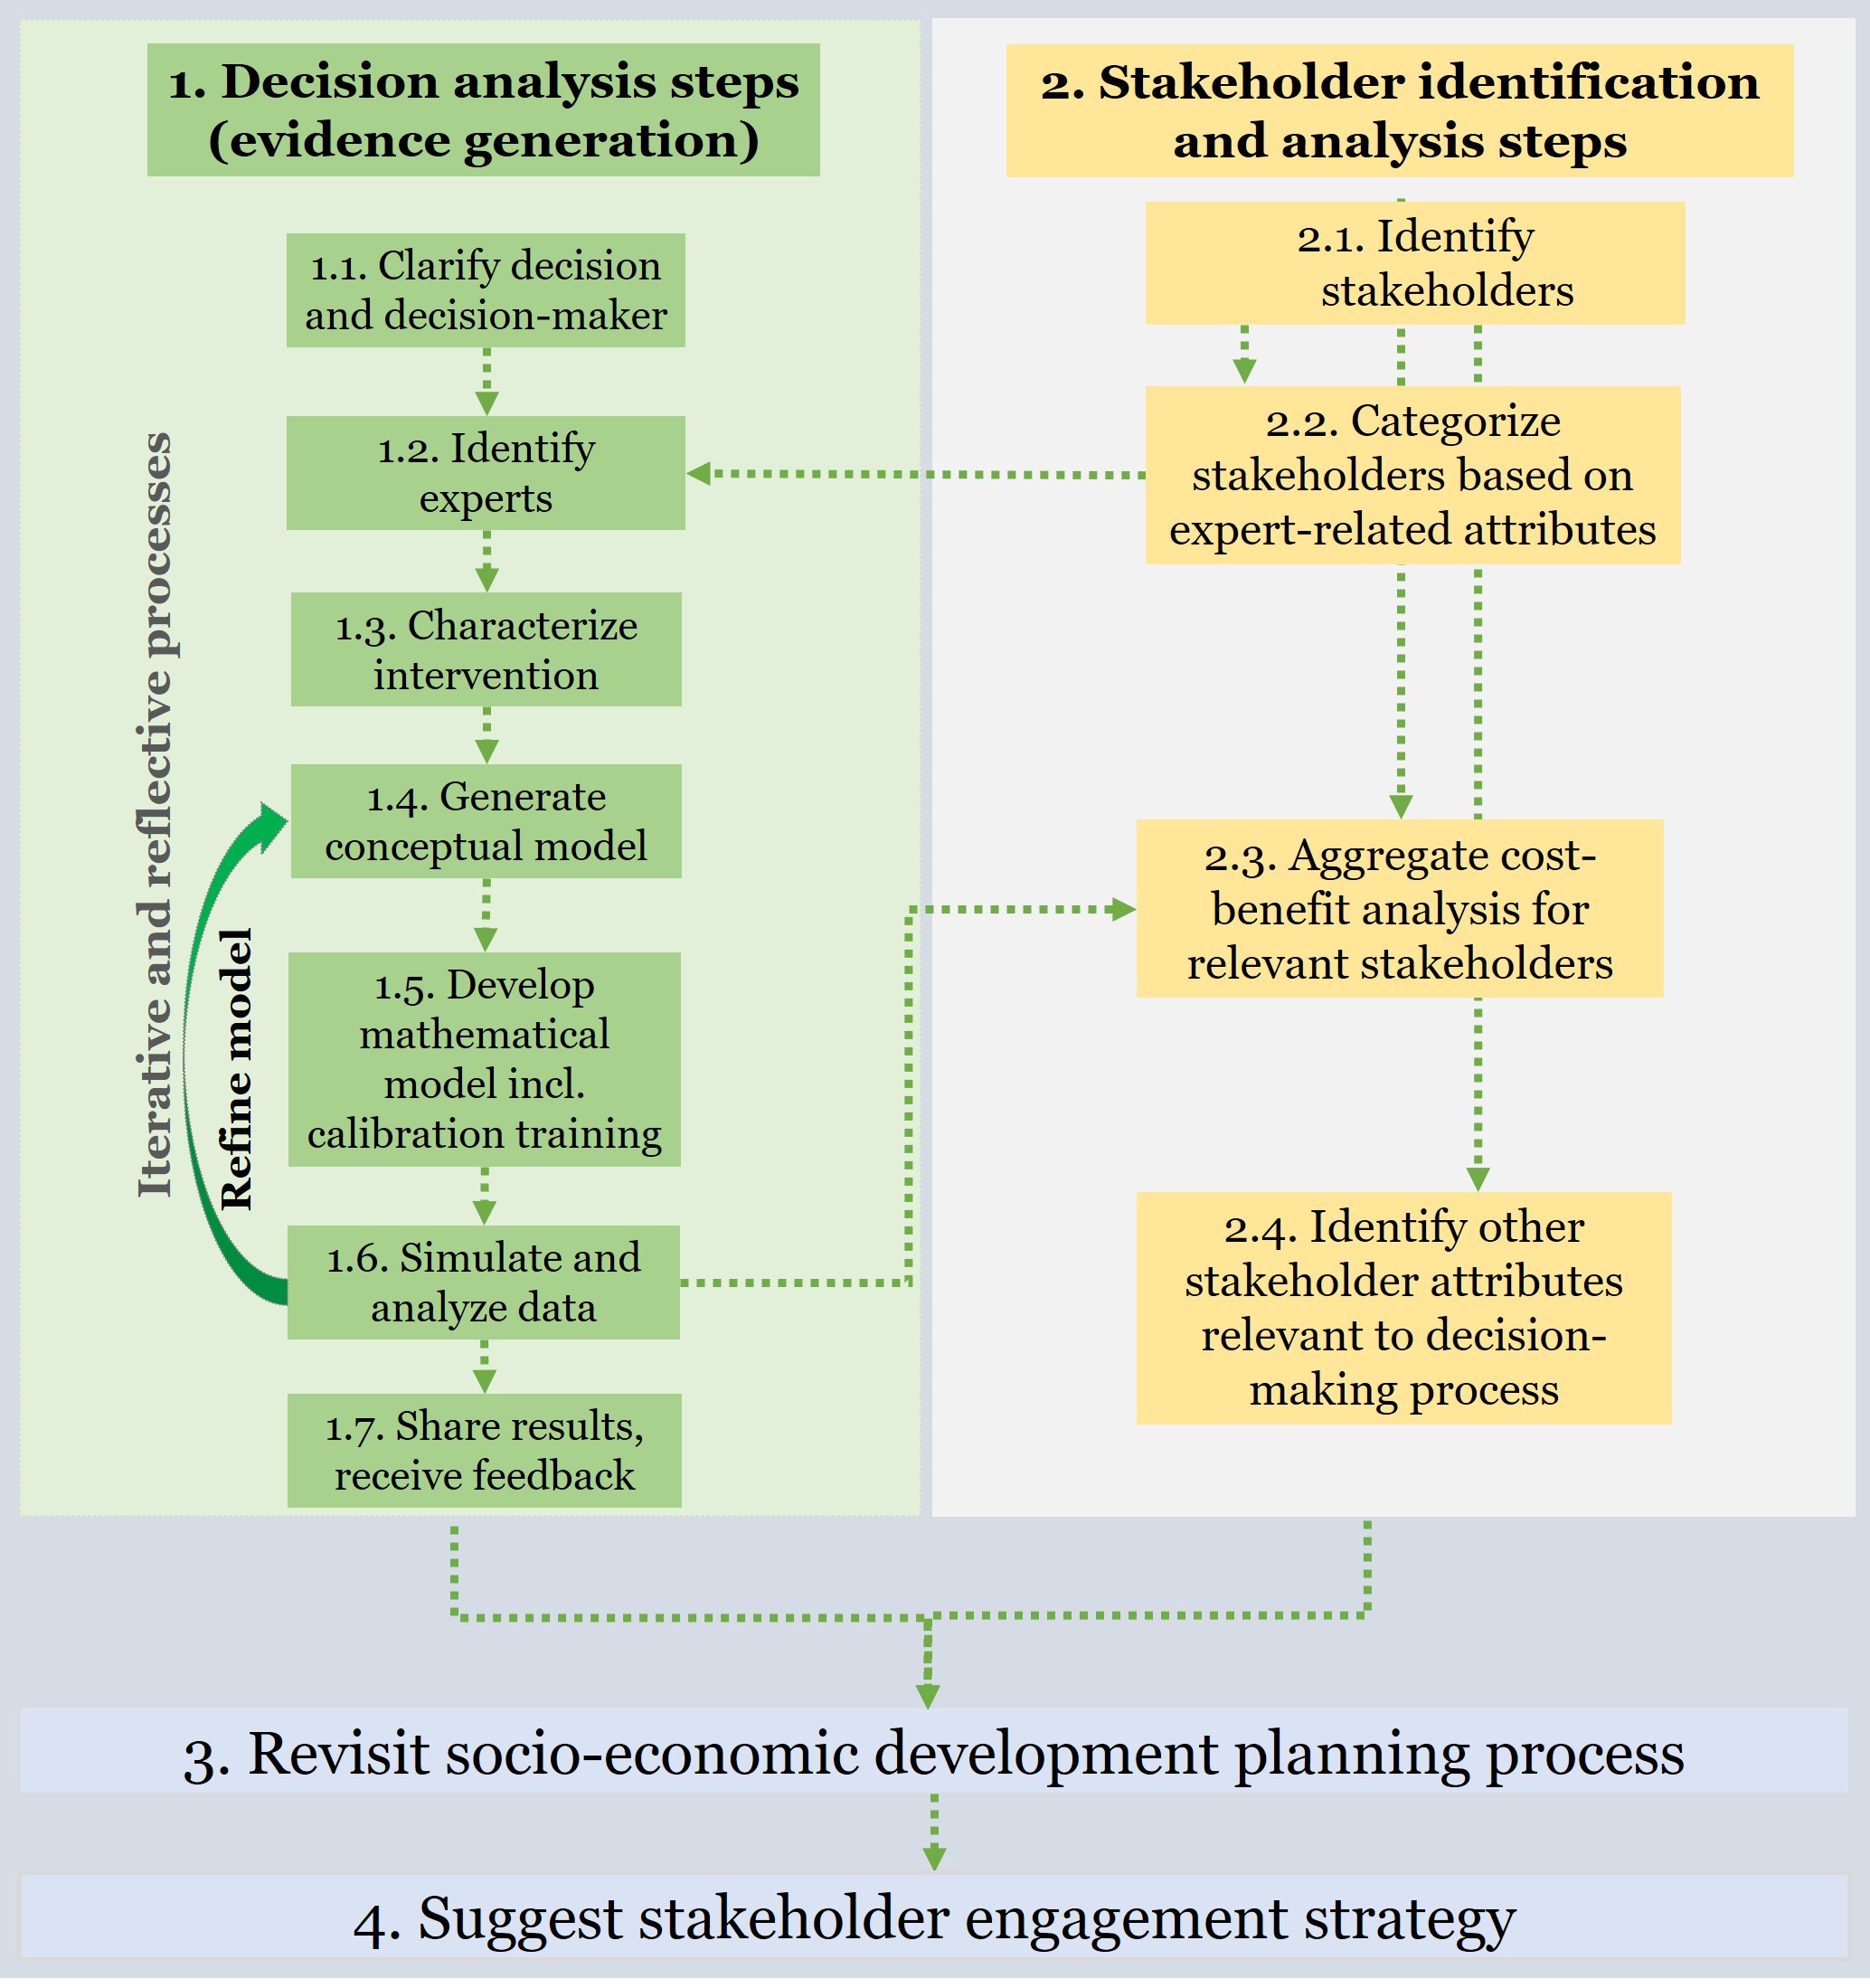 1. Decision analysis steps
(evidence generation)
1.1. Clarify decision
and decision-maker
1.2. Identify
experts
1.3. Characterize
intervention
1.4. Generate
conceptual model
1.5. Develop
mathematical
model incl.
calibration training
1.6. Simulate and
analyze data
1.7. Share results,
receive feedback
Iterative and reflective processes
Refine model
2. Stakeholder identification
and analysis steps
2.1. Identify
stakeholders
2.2. Categorize
stakeholders based on
expert-related attributes
2.3. Aggregate cost-
benefit analysis for
relevant stakeholders
2.4. Identify other
stakeholder attributes
relevant to decision-
making process
3. Revisit socio-economic development planning process
4. Suggest stakeholder engagement strategy